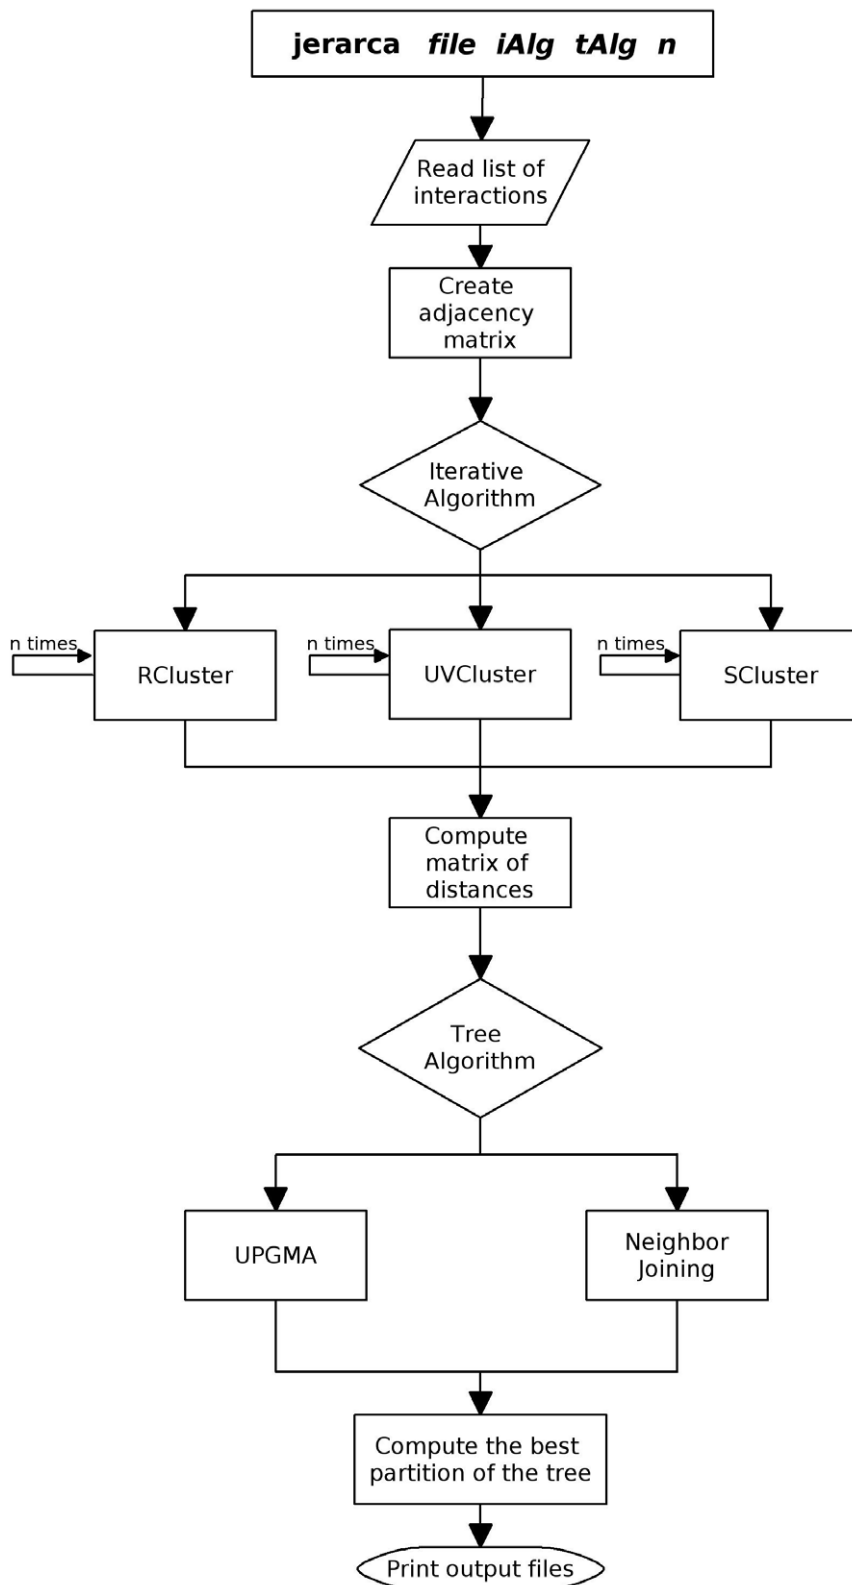 jerarca file iAlg tAlg n
Read list of
interactions
Create
adjacency
matrix
Iterative
Algorithm
n times
RCluster
n times
UVCluster
n times
SCluster
Compute
matrix of
distances
Tree
Algorithm
UPGMA
Neighbor
Joining
Compute the best
partition of the tree
Print output files